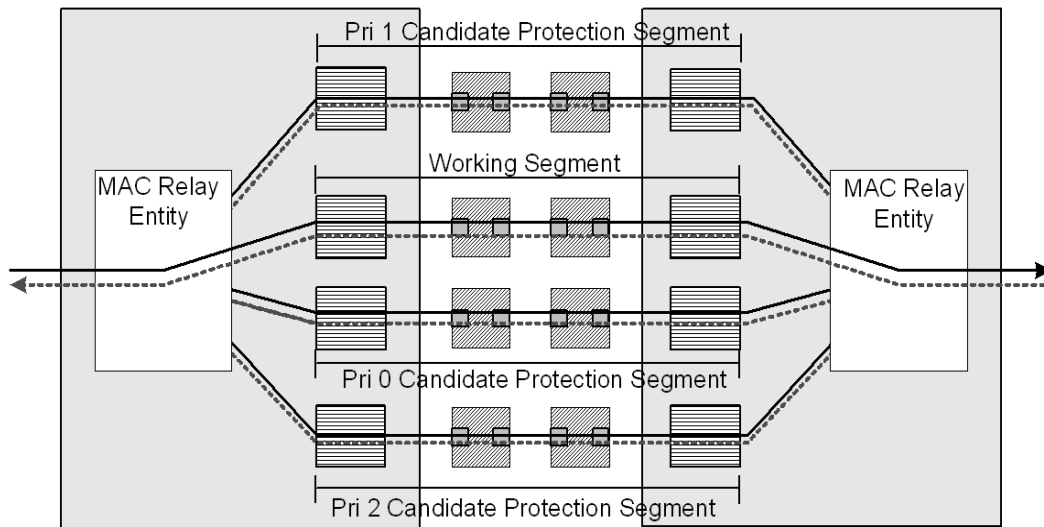 Pri 1 Candidate Protection Segment
Working Segment
MAC Relay
Entity
MAC Relay
Entity
Pri 0 Candidate Protection Segment
Pri 2 Candidate Protection Segment